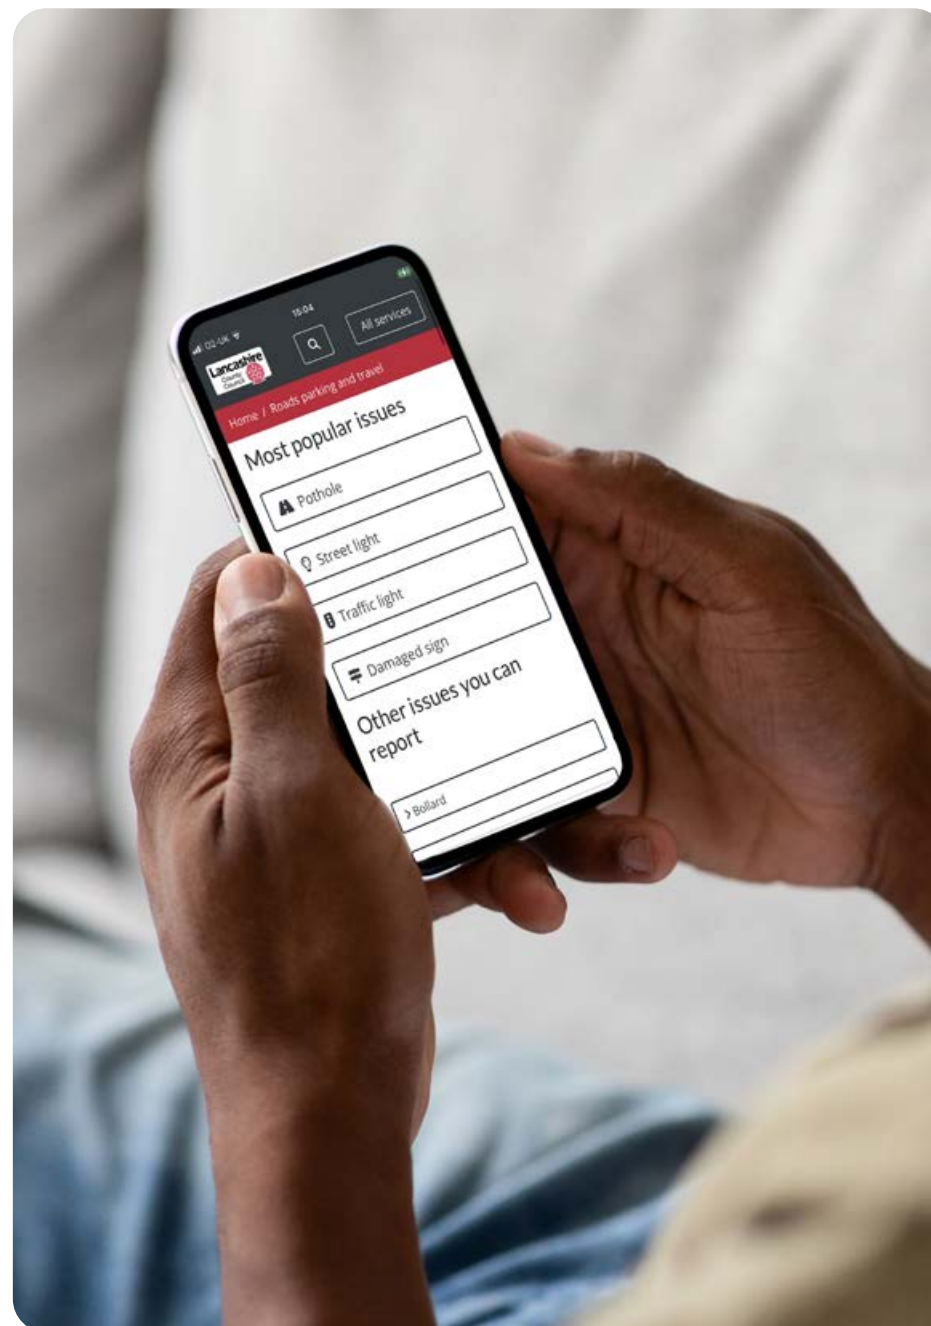 O2-UK
15:04
Lancashire
County
Council
All services
Home / Roads parking and travel
Most popular issues
Pothole
Street light
Traffic light
Damaged sign
Other issues you can
report
> Bollard